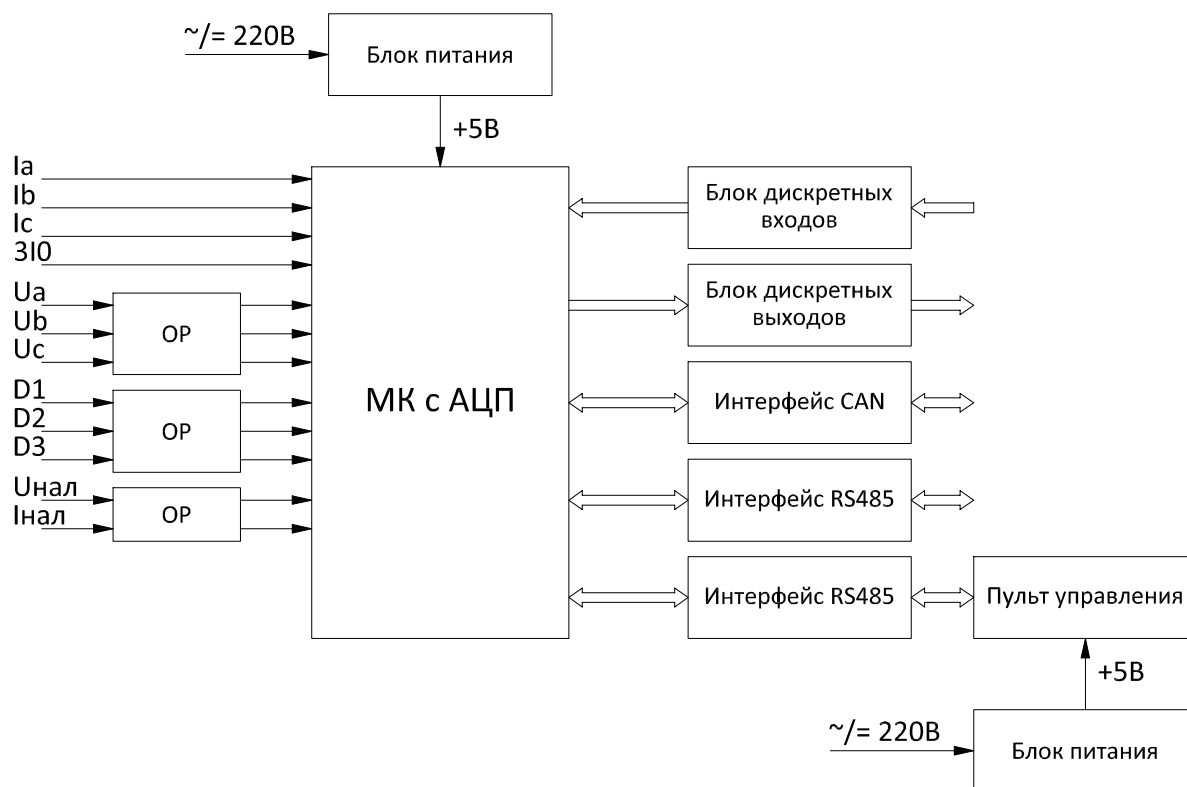 ~/= 220В
Блок питания
+5В
Ia
Ib
Ic
3I0
Ua
Ub
Uc
ОР
D1
D2
D3
ОР
Uнал
Iнал
ОР
МК с АЦП
Блок дискретных
входов
Блок дискретных
выходов
Интерфейс CAN
Интерфейс RS485
Интерфейс RS485
Пульт управления
+5В
~/= 220В
Блок питания